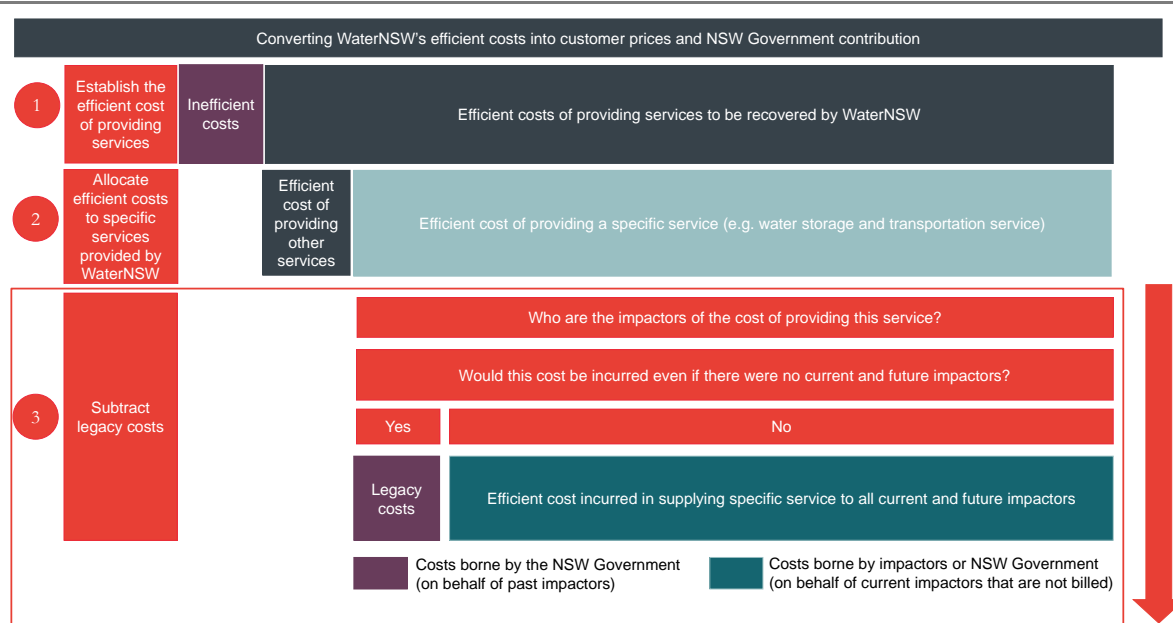 Converting WaterNSW's efficient costs into customer prices and NSW Government contribution
1
Establish the
efficient cost
of providing
services
Inefficient
costs
Efficient costs of providing services to be recovered by WaterNSW
2
Allocate
efficient costs
to specific
services
provided by
WaterNSW
Efficient
cost of
providing
other
services
Efficient cost of providing a specific service (e.g. water storage and transportation service)
3
Subtract
legacy costs
Who are the impactors of the cost of providing this service?
Would this cost be incurred even if there were no current and future impactors?
Yes
No
Legacy
costs
Efficient cost incurred in supplying specific service to all current and future impactors
Costs borne by the NSW Government
(on behalf of past impactors)
Costs borne by impactors or NSW Government
(on behalf of current impactors that are not billed)